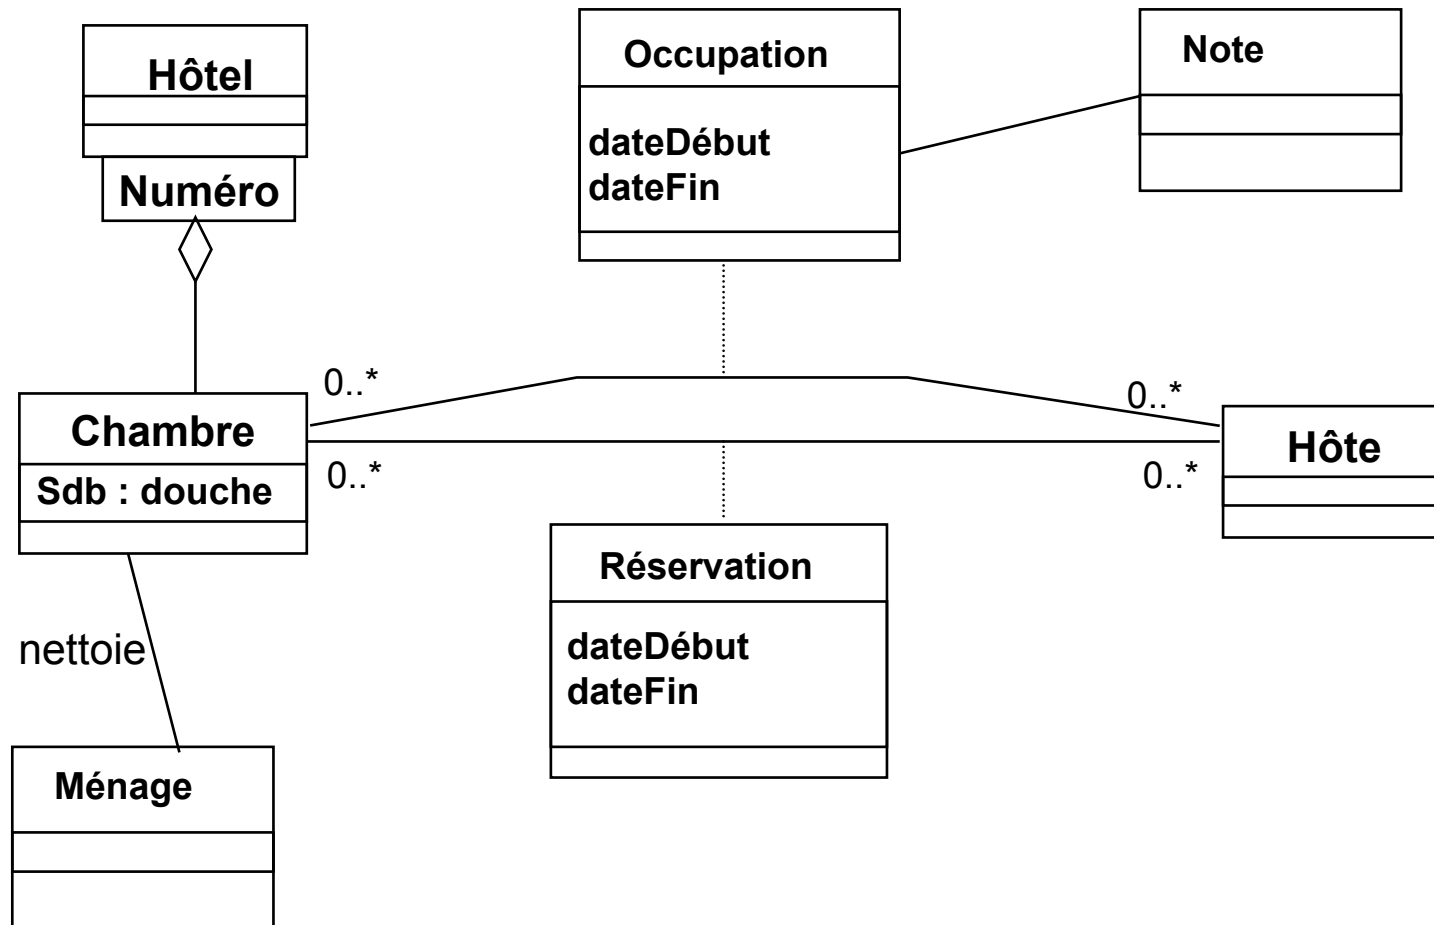 Hôtel
Numéro
Occupation
dateDébut
dateFin
Note
0..*
0..*
Chambre
Sdb : douche
0..*
0..*
Hôte
Réservation
dateDébut
dateFin
nettoie
Ménage